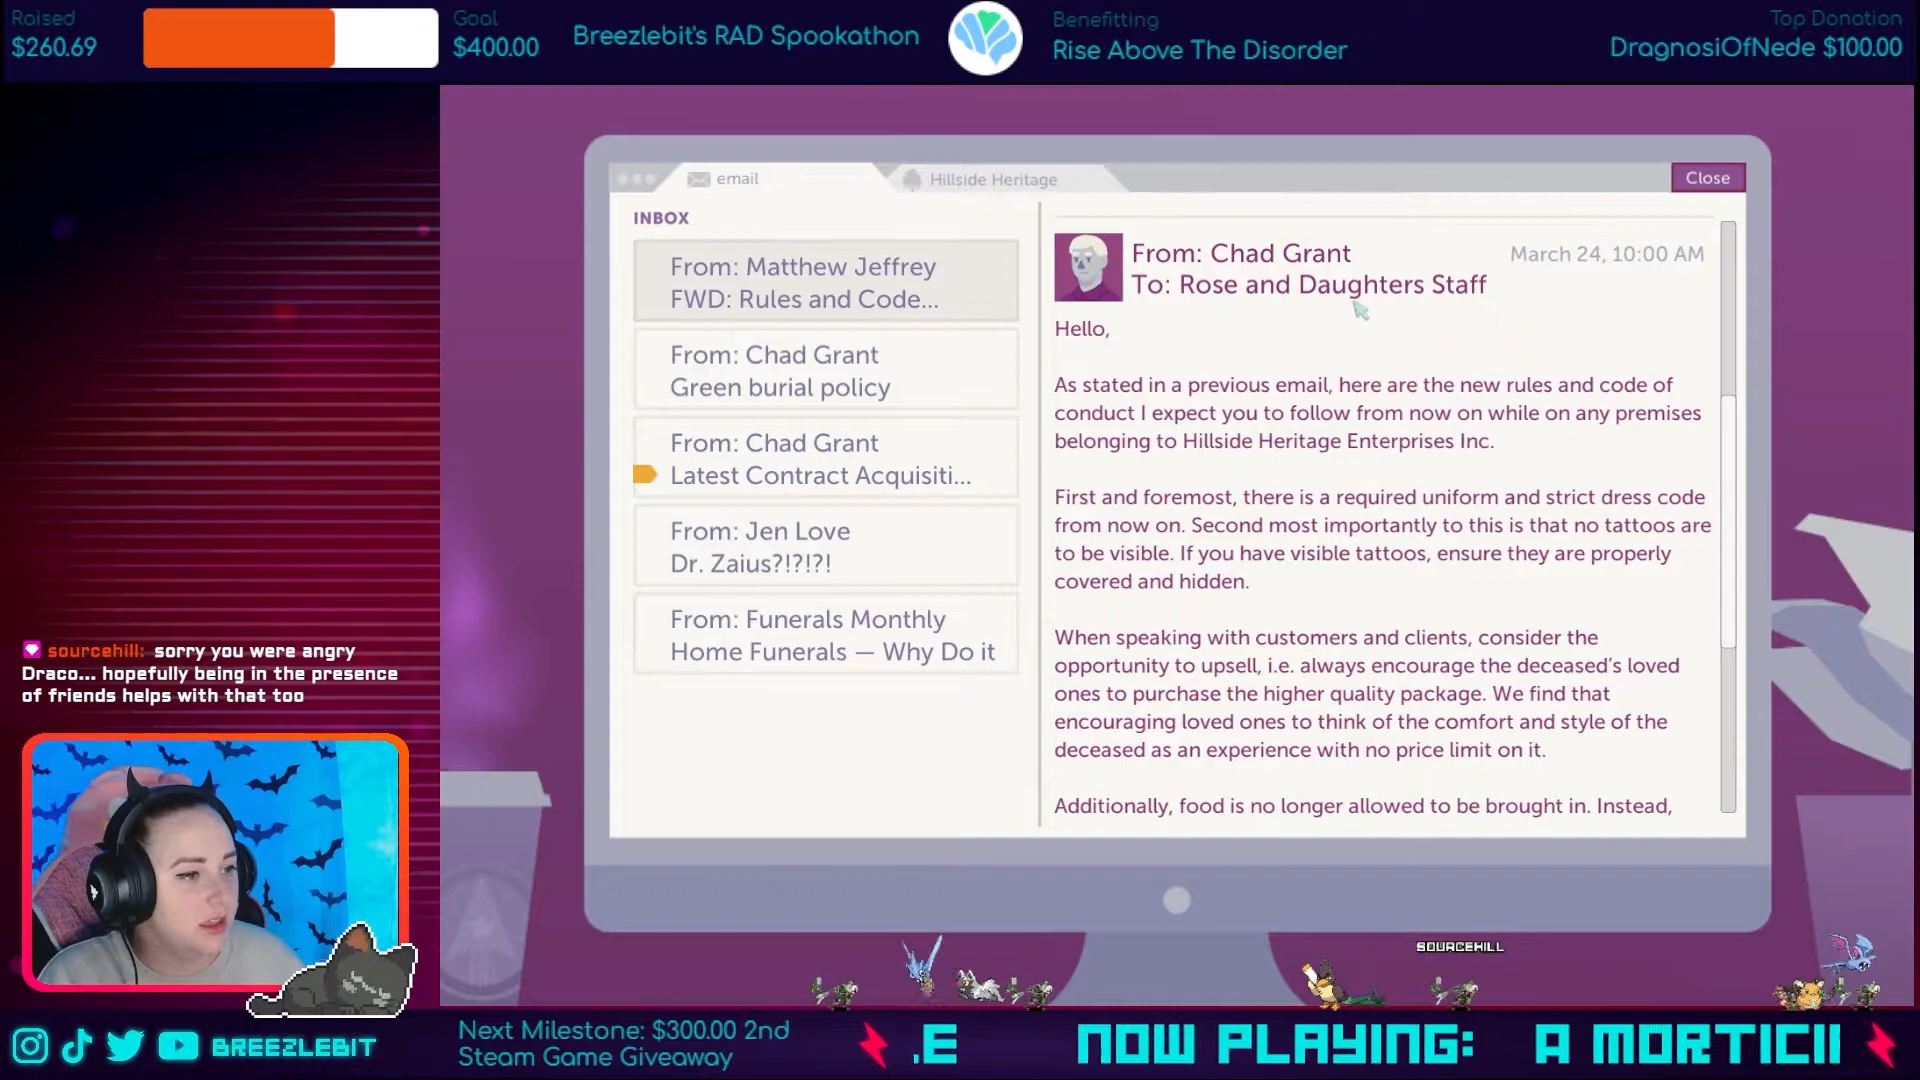 Raised
$260.69
Goal
$400.00
Breezlebit's RAD Spookathon
Benefitting
Rise Above The Disorder
Top Donation
DragnosiOfNede $100.00
email
Hillside Heritage
Close
INBOX
From: Matthew Jeffrey
FWD: Rules and Code...
From: Chad Grant
Green burial policy
From: Chad Grant
Latest Contract Acquisiti...
From: Jen Love
Dr. Zaius?!?!?!
From: Funerals Monthly
Home Funerals — Why Do it
From: Chad Grant
March 24, 10:00 AM
To: Rose and Daughters Staff
Hello,
As stated in a previous email, here are the new rules and code of
conduct I expect you to follow from now on while on any premises
belonging to Hillside Heritage Enterprises Inc.
First and foremost, there is a required uniform and strict dress code
from now on. Second most importantly to this is that no tattoos are
to be visible. If you have visible tattoos, ensure they are properly
covered and hidden.
When speaking with customers and clients, consider the
opportunity to upsell, i.e. always encourage the deceased's loved
ones to purchase the higher quality package. We find that
encouraging loved ones to think of the comfort and style of the
deceased as an experience with no price limit on it.
Additionally, food is no longer allowed to be brought in. Instead,
sourcehill: sorry you were angry
Draco... hopefully being in the presence
of friends helps with that too
SOURCEHILL
BREEZLEBIT
Next Milestone: $300.00 2nd
Steam Game Giveaway
.E NOW PLAYING: A MORTICII